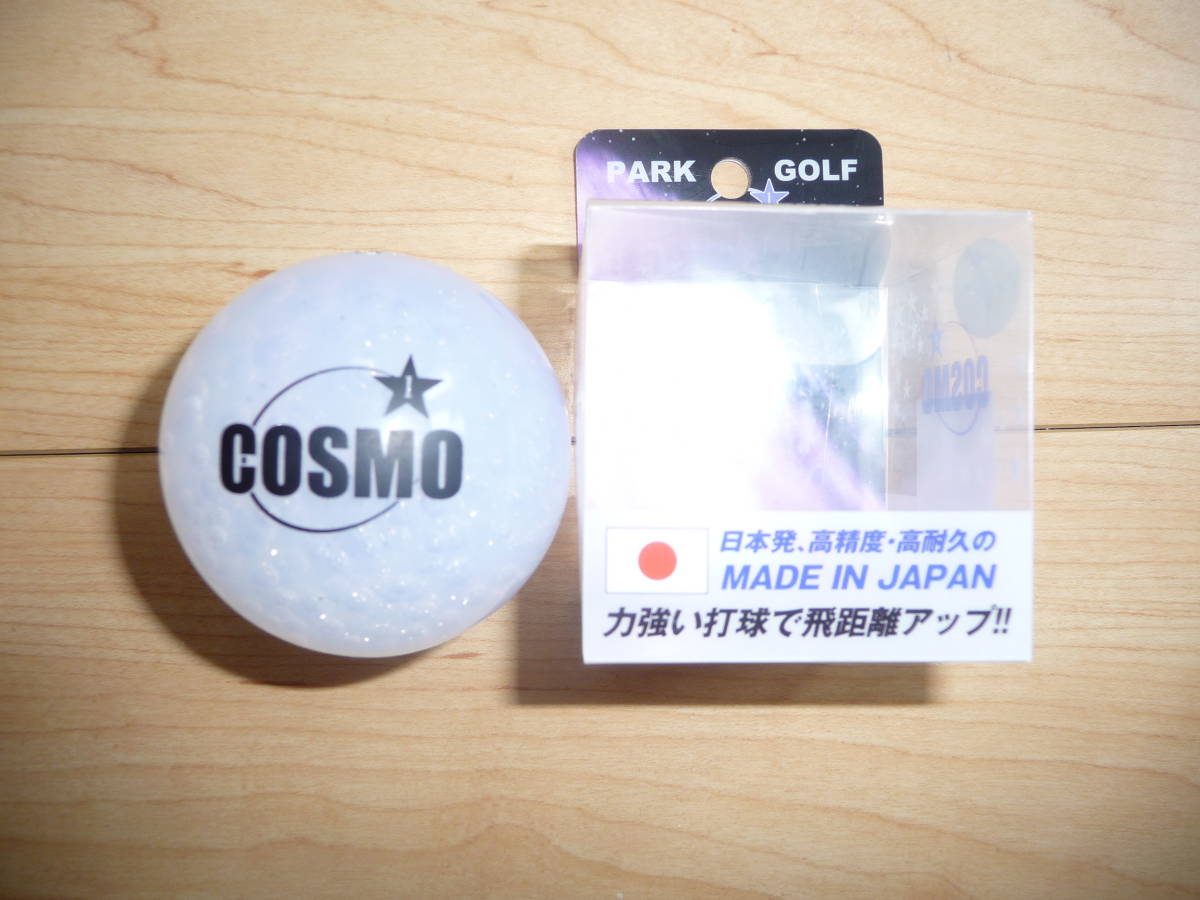 PARK GOLF
COSMO
COSMO
日本発、高精度・高耐久の
MADE IN JAPAN
力強い打球で飛距離アップ!!